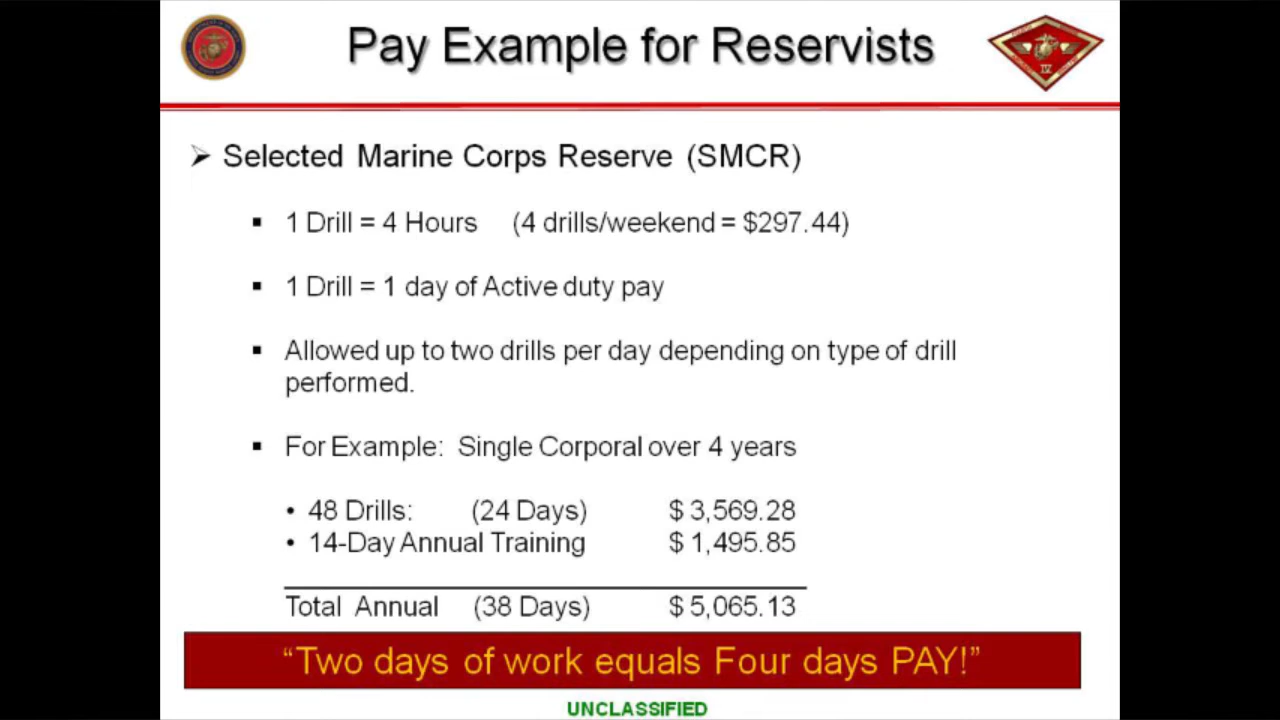 Pay Example for Reservists
IV
➢ Selected Marine Corps Reserve (SMCR)
▪ 1 Drill = 4 Hours (4 drills/weekend = $297.44)
▪ 1 Drill = 1 day of Active duty pay
▪ Allowed up to two drills per day depending on type of drill
performed.
▪ For Example: Single Corporal over 4 years
• 48 Drills: (24 Days) $ 3,569.28
• 14-Day Annual Training $ 1,495.85
Total Annual (38 Days) $ 5,065.13
“Two days of work equals Four days PAY!”
UNCLASSIFIED